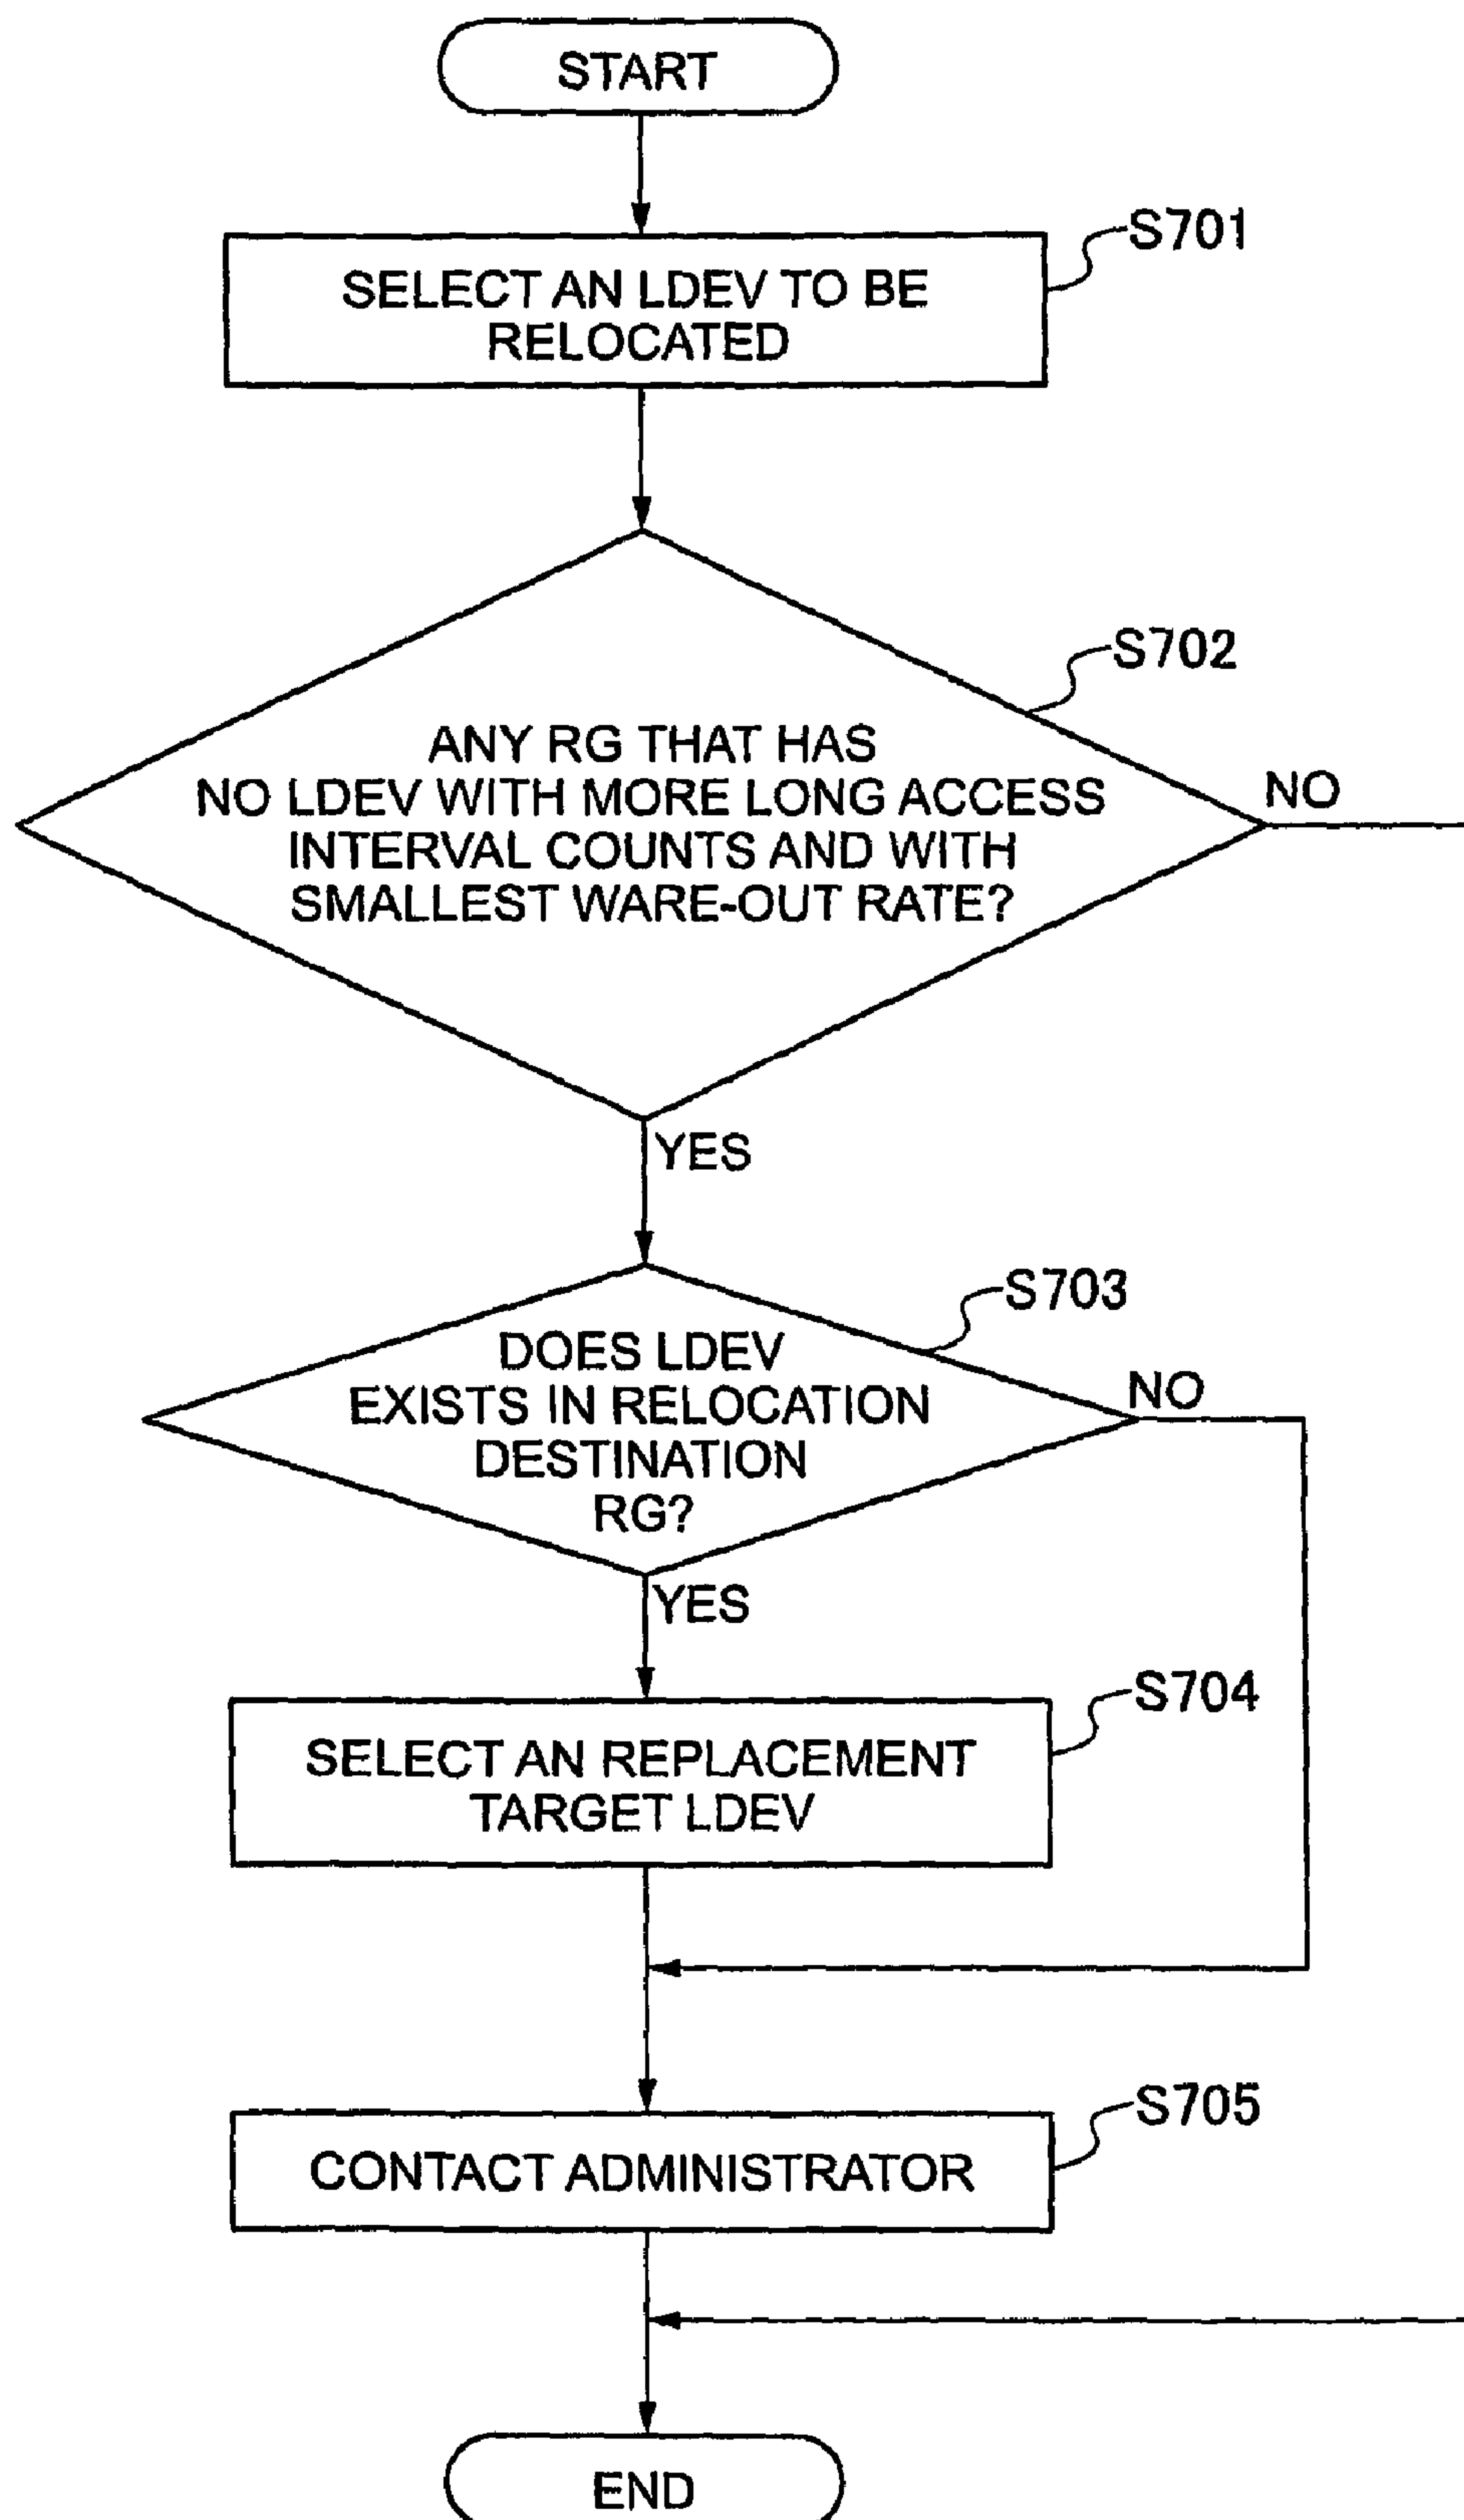 START
S701
SELECT AN LDEV TO BE
RELOCATED
S702
ANY RG THAT HAS
NO LDEV WITH MORE LONG ACCESS
INTERVAL COUNTS AND WITH
SMALLEST WARE-OUT RATE?
NO
YES
S703
DOES LDEV
EXISTS IN RELOCATION
DESTINATION
RG?
NO
YES
S704
SELECT AN REPLACEMENT
TARGET LDEV
S705
CONTACT ADMINISTRATOR
END